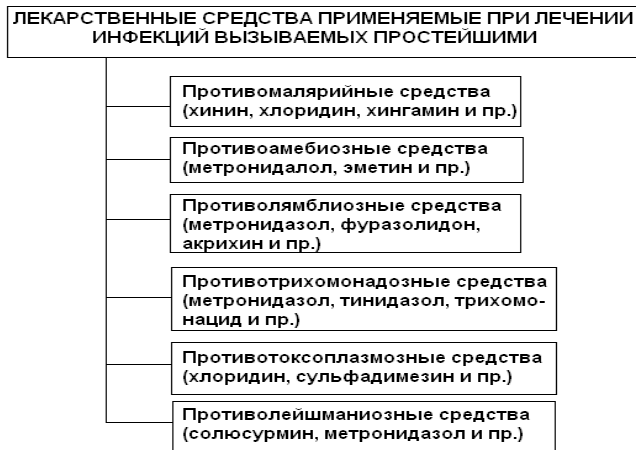 ЛЕКАРСТВЕННЫЕ СРЕДСТВА ПРИМЕНЯЕМЫЕ ПРИ ЛЕЧЕНИИ
ИНФЕКЦИЙ ВЫЗЫВАЕМЫХ ПРОСТЕЙШИМИ
Противомалярийные средства
(хинин, хлоридин, хингамин и пр.)
Противоамебиозные средства
(метронидалол, эметин и пр.)
Противолямблиозные средства
(метронидазол, фуразолидон,
акрихин и пр.)
Противотрихомонадозные средства
(метронидазол, тинидазол, трихомо-
нацид и пр.)
Противотоксоплазмозные средства
(хлоридин, сульфадимезин и пр.)
Противолейшманиозные средства
(солюсурмин, метронидазол и пр.)